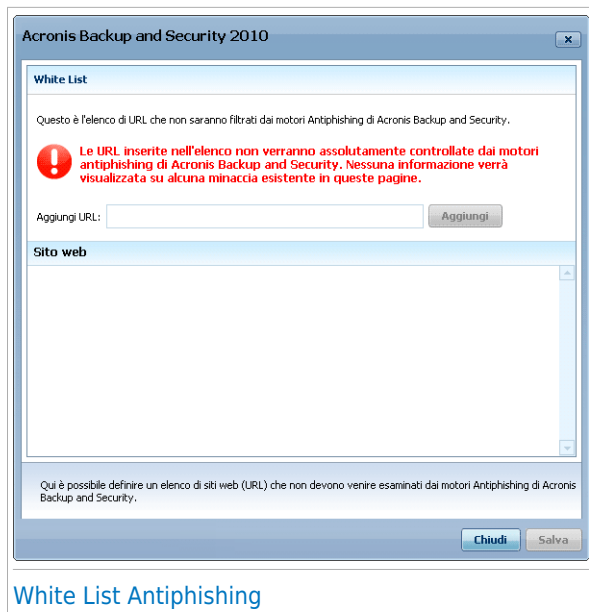 Acronis Backup and Security 2010
White List
Questo è l'elenco di URL che non saranno filtrati dai motori Antiphishing di Acronis Backup and Security.
Le URL inserite nell'elenco non verranno assolutamente controllate dai motori
antiphishing di Acronis Backup and Security. Nessuna informazione verrà
visualizzata su alcuna minaccia esistente in queste pagine.
Aggiungi URL:
Aggiungi
Sito web
Qui è possibile definire un elenco di siti web (URL) che non devono venire esaminati dai motori Antiphishing di Acronis
Backup and Security.
Chiudi
Salva
White List Antiphishing